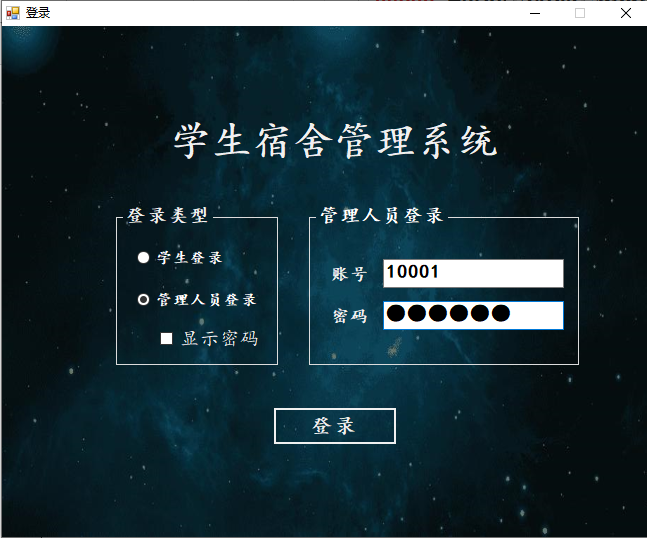 登录
学生宿舍管理系统
登录类型
学生登录
管理人员登录
显示密码
管理人员登录
账号 10001
密码 ●●●●●●
登录